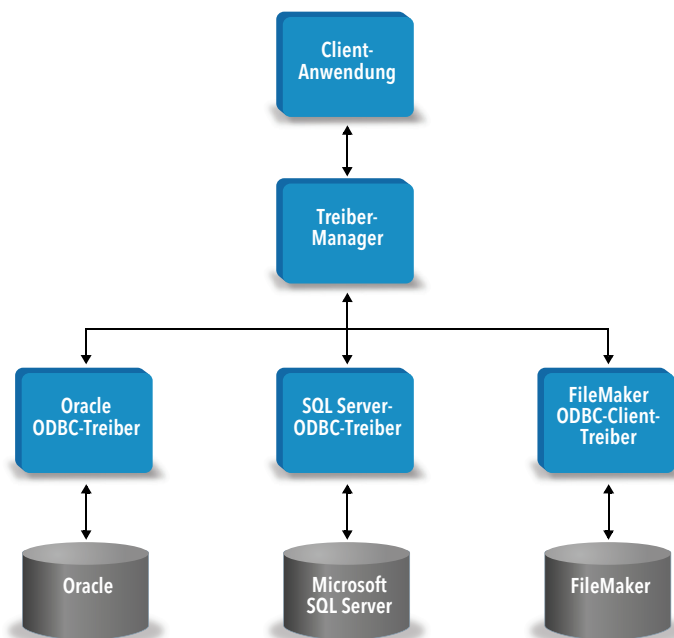 Client-
Anwendung
Treiber-
Manager
Oracle
ODBC-Treiber
SQL Server-
ODBC-Treiber
FileMaker
ODBC-Client-
Treiber
Oracle
Microsoft
SQL Server
FileMaker